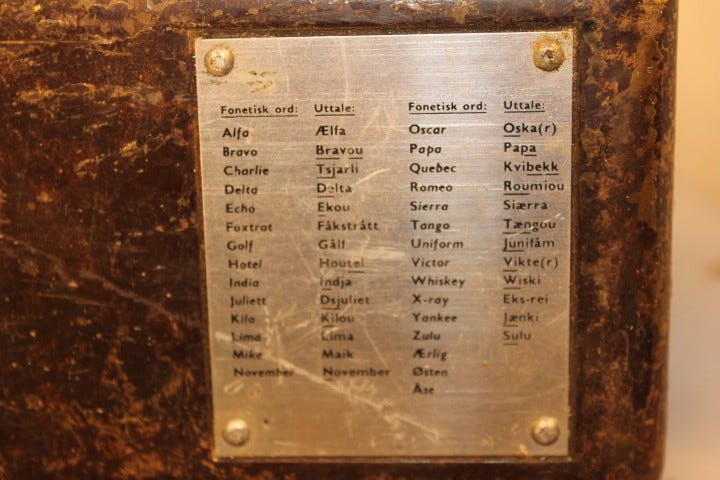 Fonetisk ord: Uttale: Fonetisk ord: Uttale:
Alfa Ælfa Oscar Oska(r)
Bravo Bravou Papa Papa
Charlie Tsjarli Quebec Kvibekk
Delta Delta Romeo Roumiou
Echo Ekou Sierra Siærra
Foxtrot Fåkstrått Tango Tængou
Golf Gålf Uniform Junifåm
Hotel Houtel Victor Vikte(r)
India Indja Whiskey Wiski
Juliett Dsjuliet X-ray Eks-rei
Kilo Kilou Yankee Jænki
Lima Lima Zulu Sulu
Mike Maik Ærlig
November November Østen
Åse